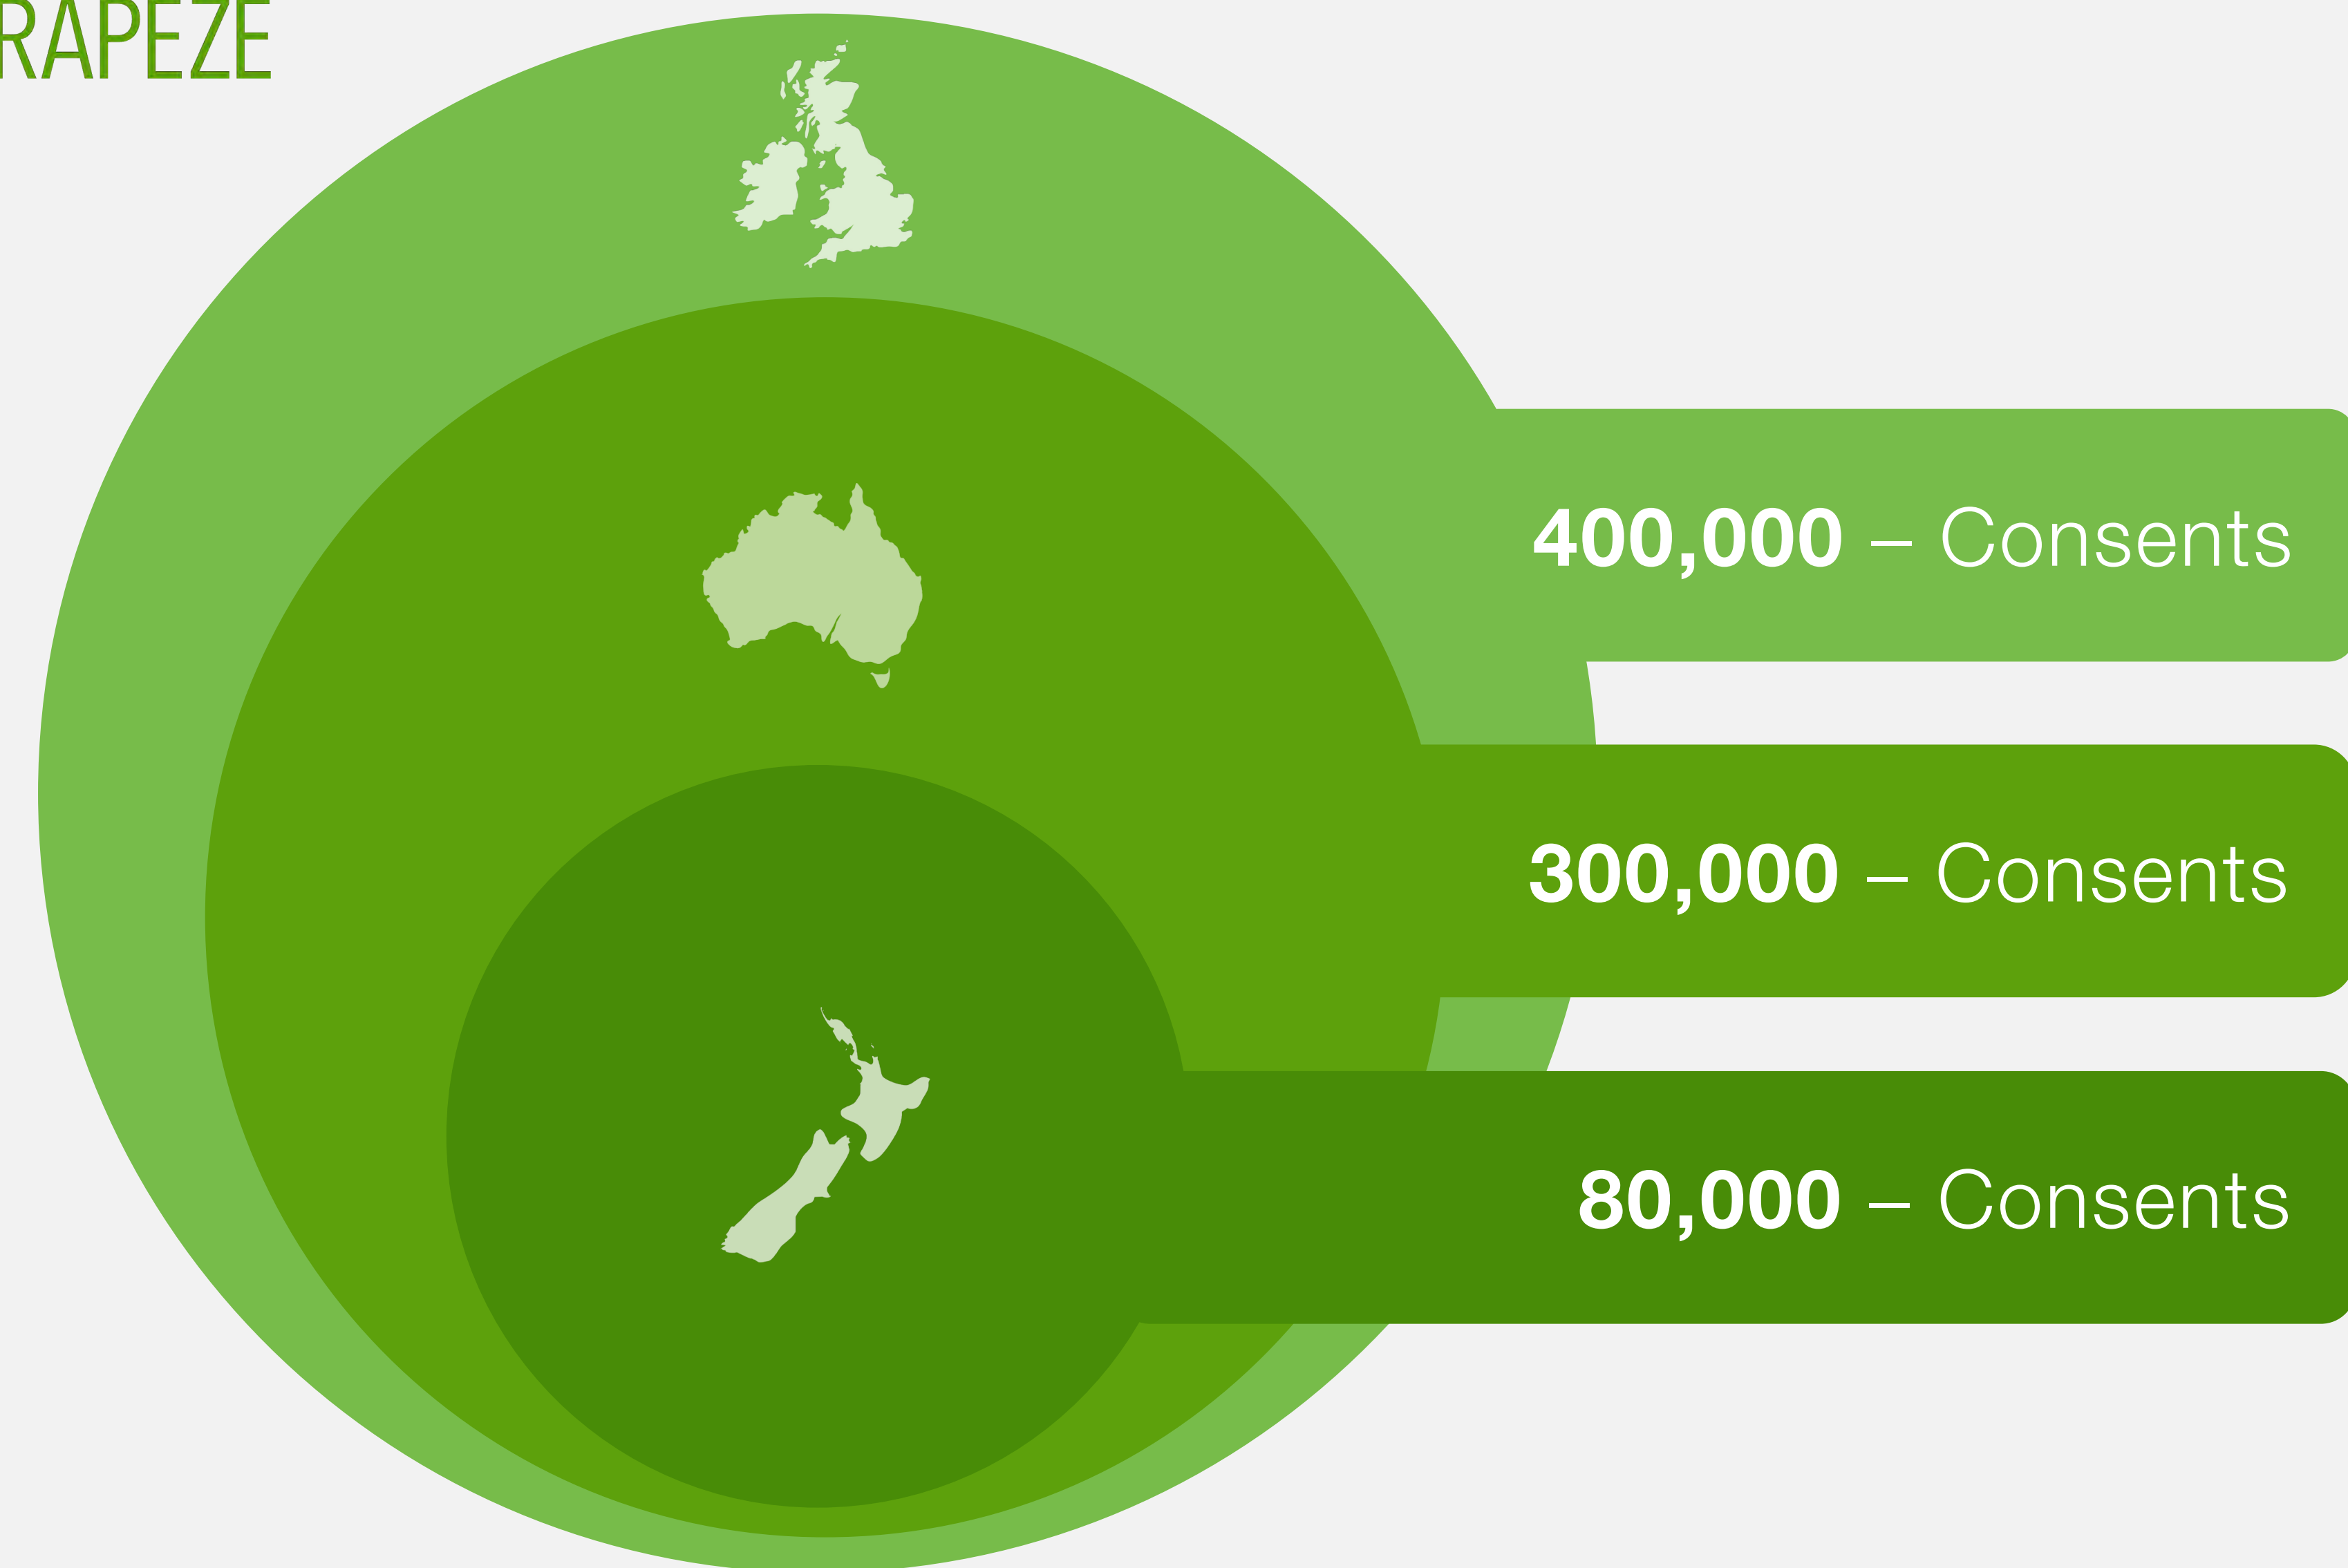 RAPEZE
400,000 – Consents
300,000 – Consents
80,000 – Consents